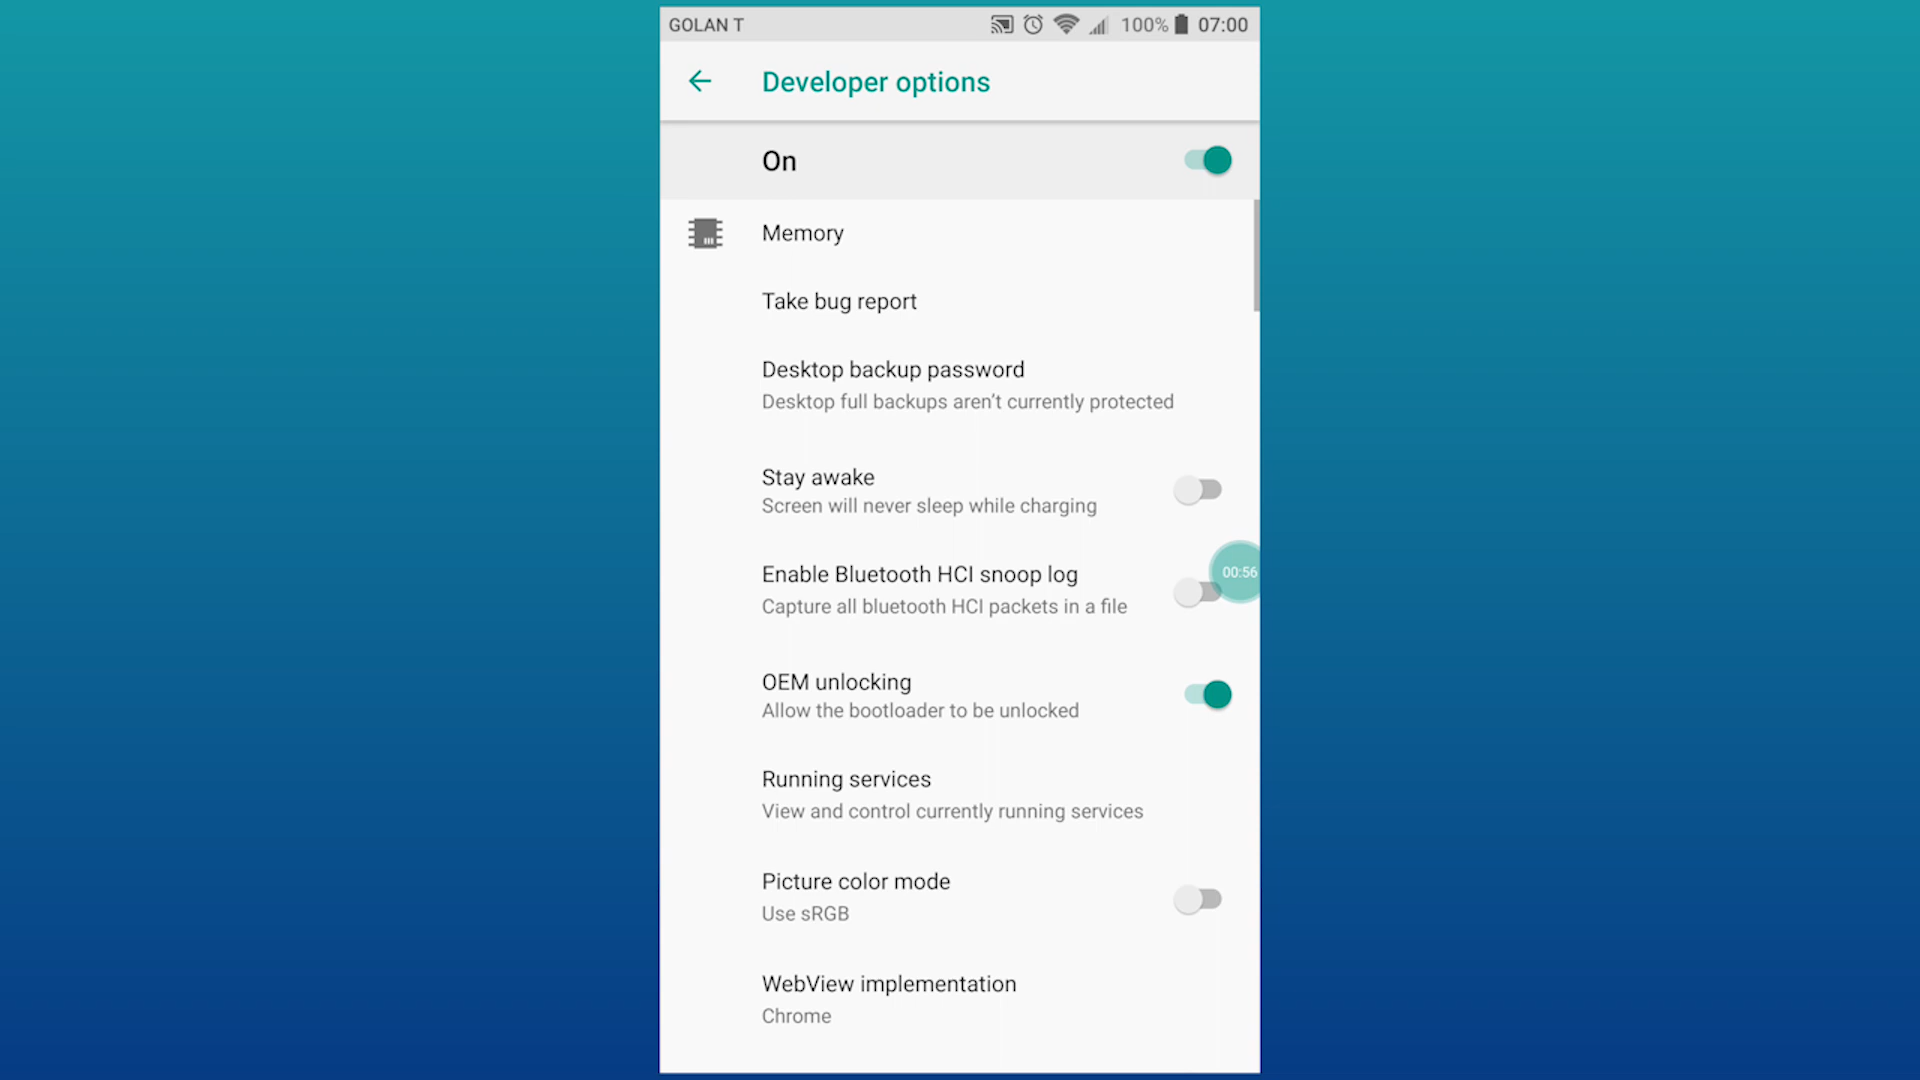 GOLAN T 100% 07:00
Developer options
On
Memory
Take bug report
Desktop backup password
Desktop full backups aren't currently protected
Stay awake
Screen will never sleep while charging
Enable Bluetooth HCI snoop log
00:56
Capture all bluetooth HCI packets in a file
OEM unlocking
Allow the bootloader to be unlocked
Running services
View and control currently running services
Picture color mode
Use sRGB
WebView implementation
Chrome